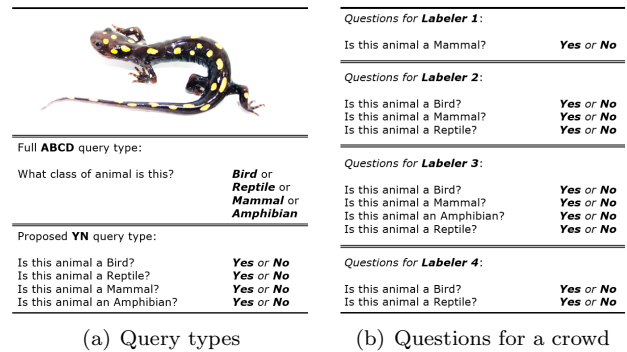 Full ABCD query type:
What class of animal is this? Bird or
Reptile or
Mammal or
Amphibian
Proposed YN query type:
Is this animal a Bird? Yes or No
Is this animal a Reptile? Yes or No
Is this animal a Mammal? Yes or No
Is this animal an Amphibian? Yes or No
(a) Query types
Questions for Labeler 1:
Is this animal a Mammal? Yes or No
Questions for Labeler 2:
Is this animal a Bird? Yes or No
Is this animal a Mammal? Yes or No
Is this animal a Reptile? Yes or No
Questions for Labeler 3:
Is this animal a Bird? Yes or No
Is this animal a Mammal? Yes or No
Is this animal an Amphibian? Yes or No
Is this animal a Reptile? Yes or No
Questions for Labeler 4:
Is this animal a Bird? Yes or No
Is this animal a Reptile? Yes or No
(b) Questions for a crowd